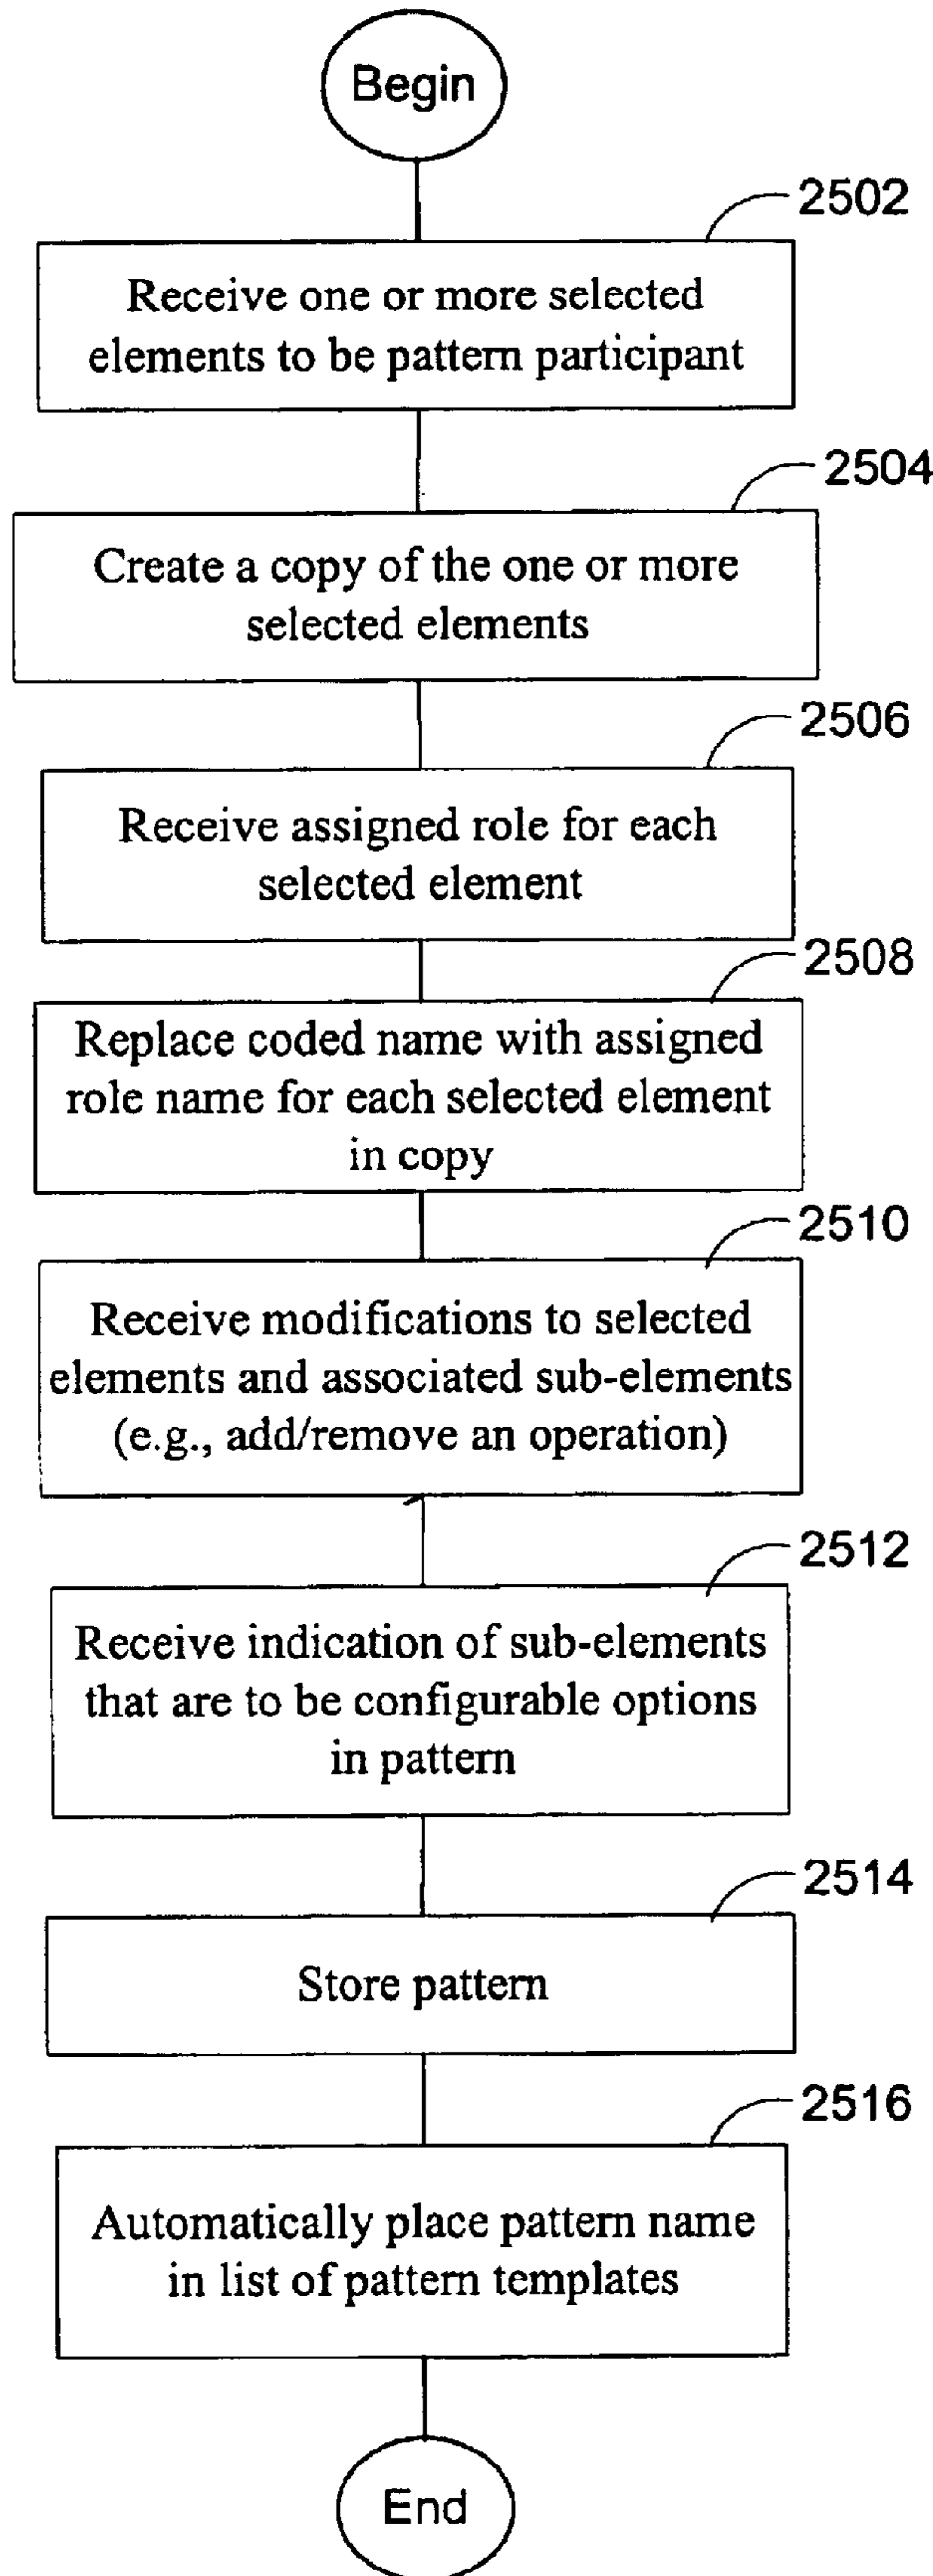 Begin
2502
Receive one or more selected
elements to be pattern participant
2504
Create a copy of the one or more
selected elements
2506
Receive assigned role for each
selected element
2508
Replace coded name with assigned
role name for each selected element
in copy
2510
Receive modifications to selected
elements and associated sub-elements
(e.g., add/remove an operation)
2512
Receive indication of sub-elements
that are to be configurable options
in pattern
2514
Store pattern
2516
Automatically place pattern name
in list of pattern templates
End